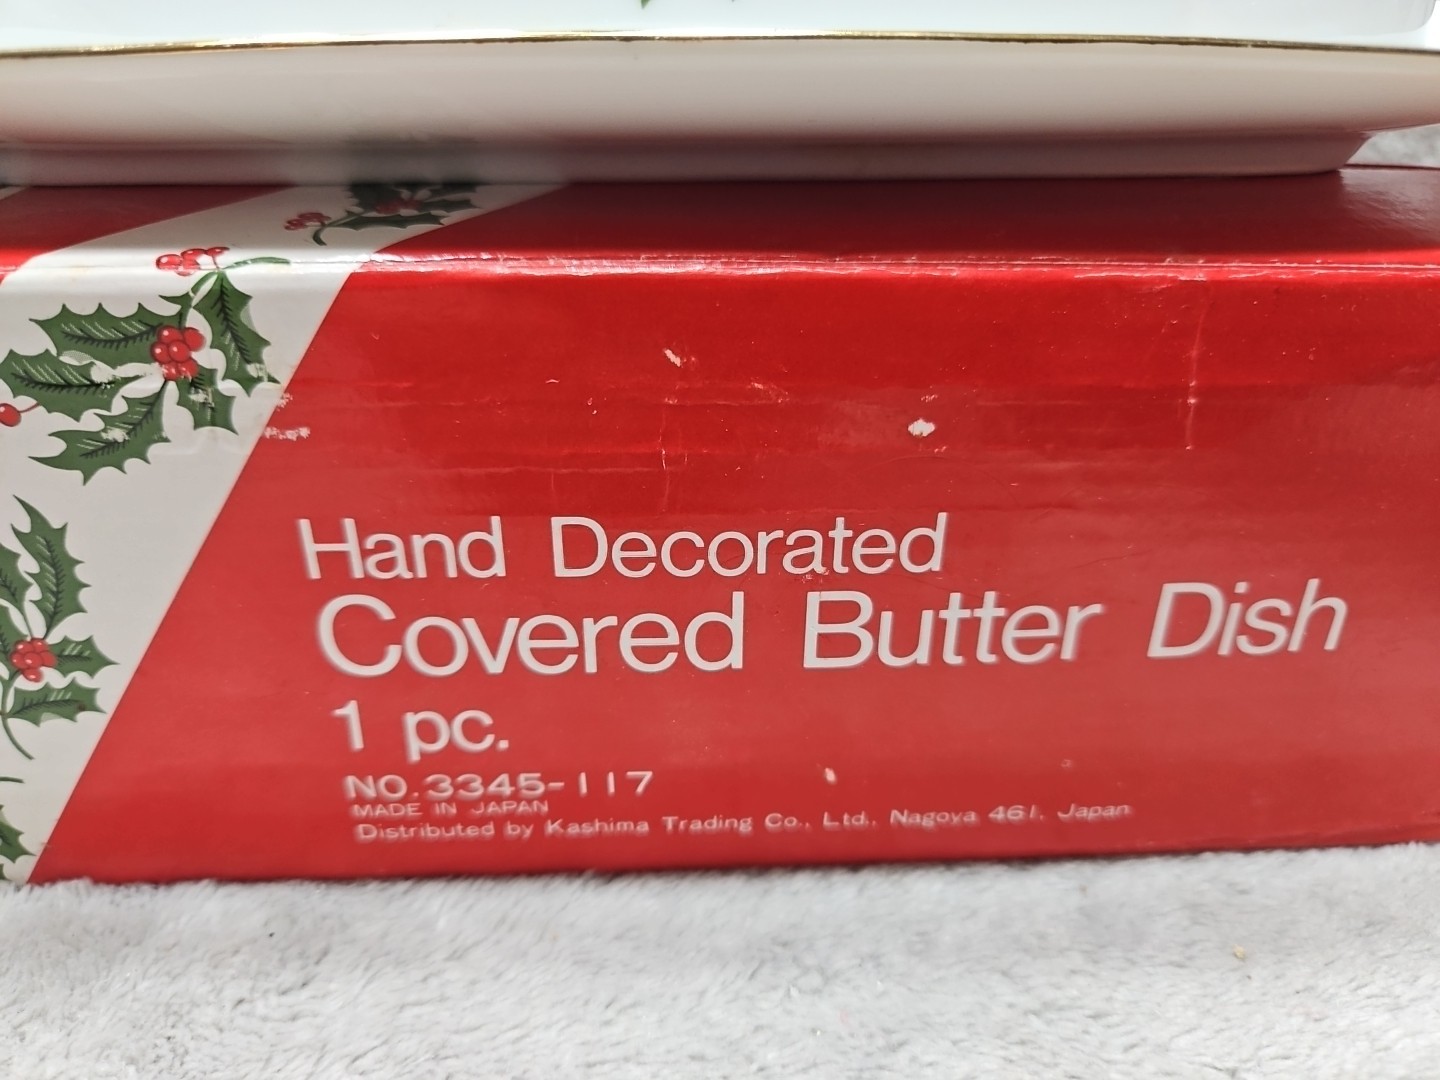 Hand Decorated
Covered Butter Dish
1 pc.
NO.3345-117
MADE IN JAPAN
Distributed by Kashima Trading Co., Ltd., Nagoya 461, Japan